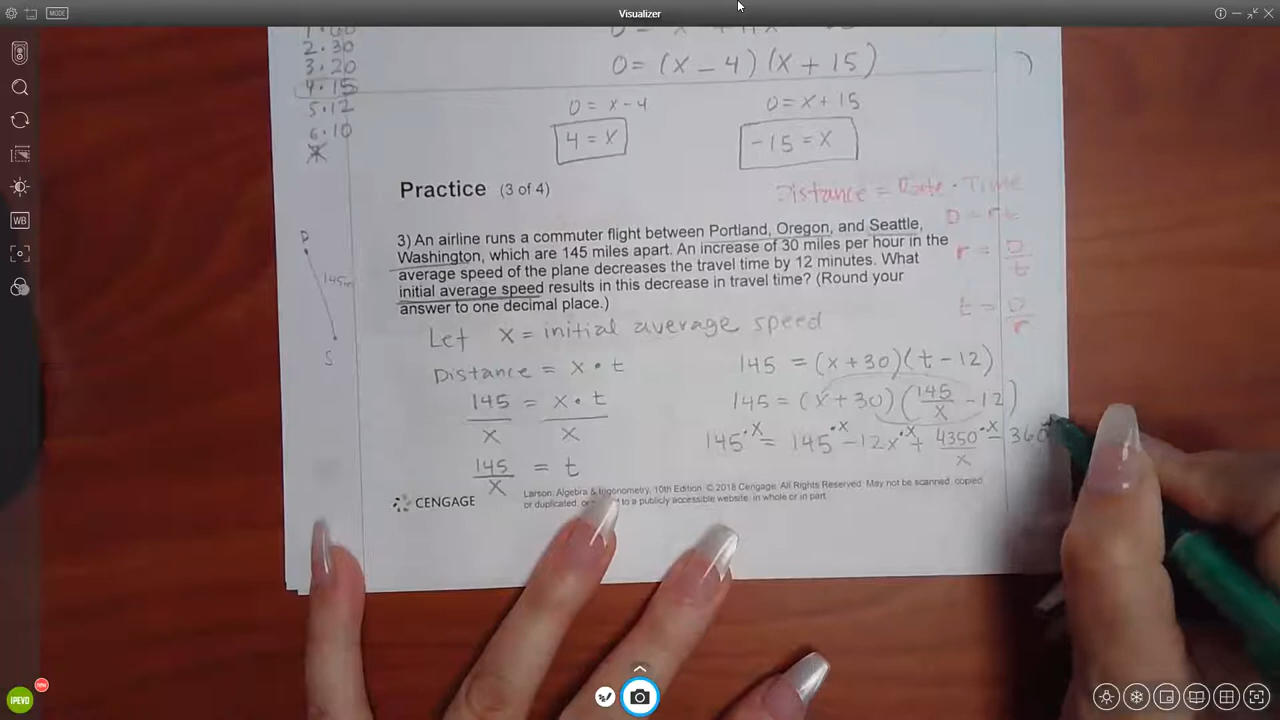 MODE
Visualizer
2·30
3·20
4·15
5·12
6·10
0 = (x – 4)(x + 15)
0 = x – 4
0 = x + 15
4 = x
-15 = x
Practice (3 of 4)
Distance = Rate · Time
D = rt
r = D/t
t = D/r
3) An airline runs a commuter flight between Portland, Oregon, and Seattle,
Washington, which are 145 miles apart. An increase of 30 miles per hour in the
average speed of the plane decreases the travel time by 12 minutes. What
initial average speed results in this decrease in travel time? (Round your
answer to one decimal place.)
P
145m
S
Let x = initial average speed
Distance = x · t
145/x = x·t/x
145/x = t
145 = (x+30)(t – 12)
145 = (x+30)(145/x – 12)
145·x = 145·x – 12x·x + 4350/x·x – 360
CENGAGE
Larson, Algebra & Trigonometry, 10th Edition. © 2018 Cengage. All Rights Reserved. May not be scanned, copied
or duplicated, or to a publicly accessible website, in whole or in part.
WB
IPEVO